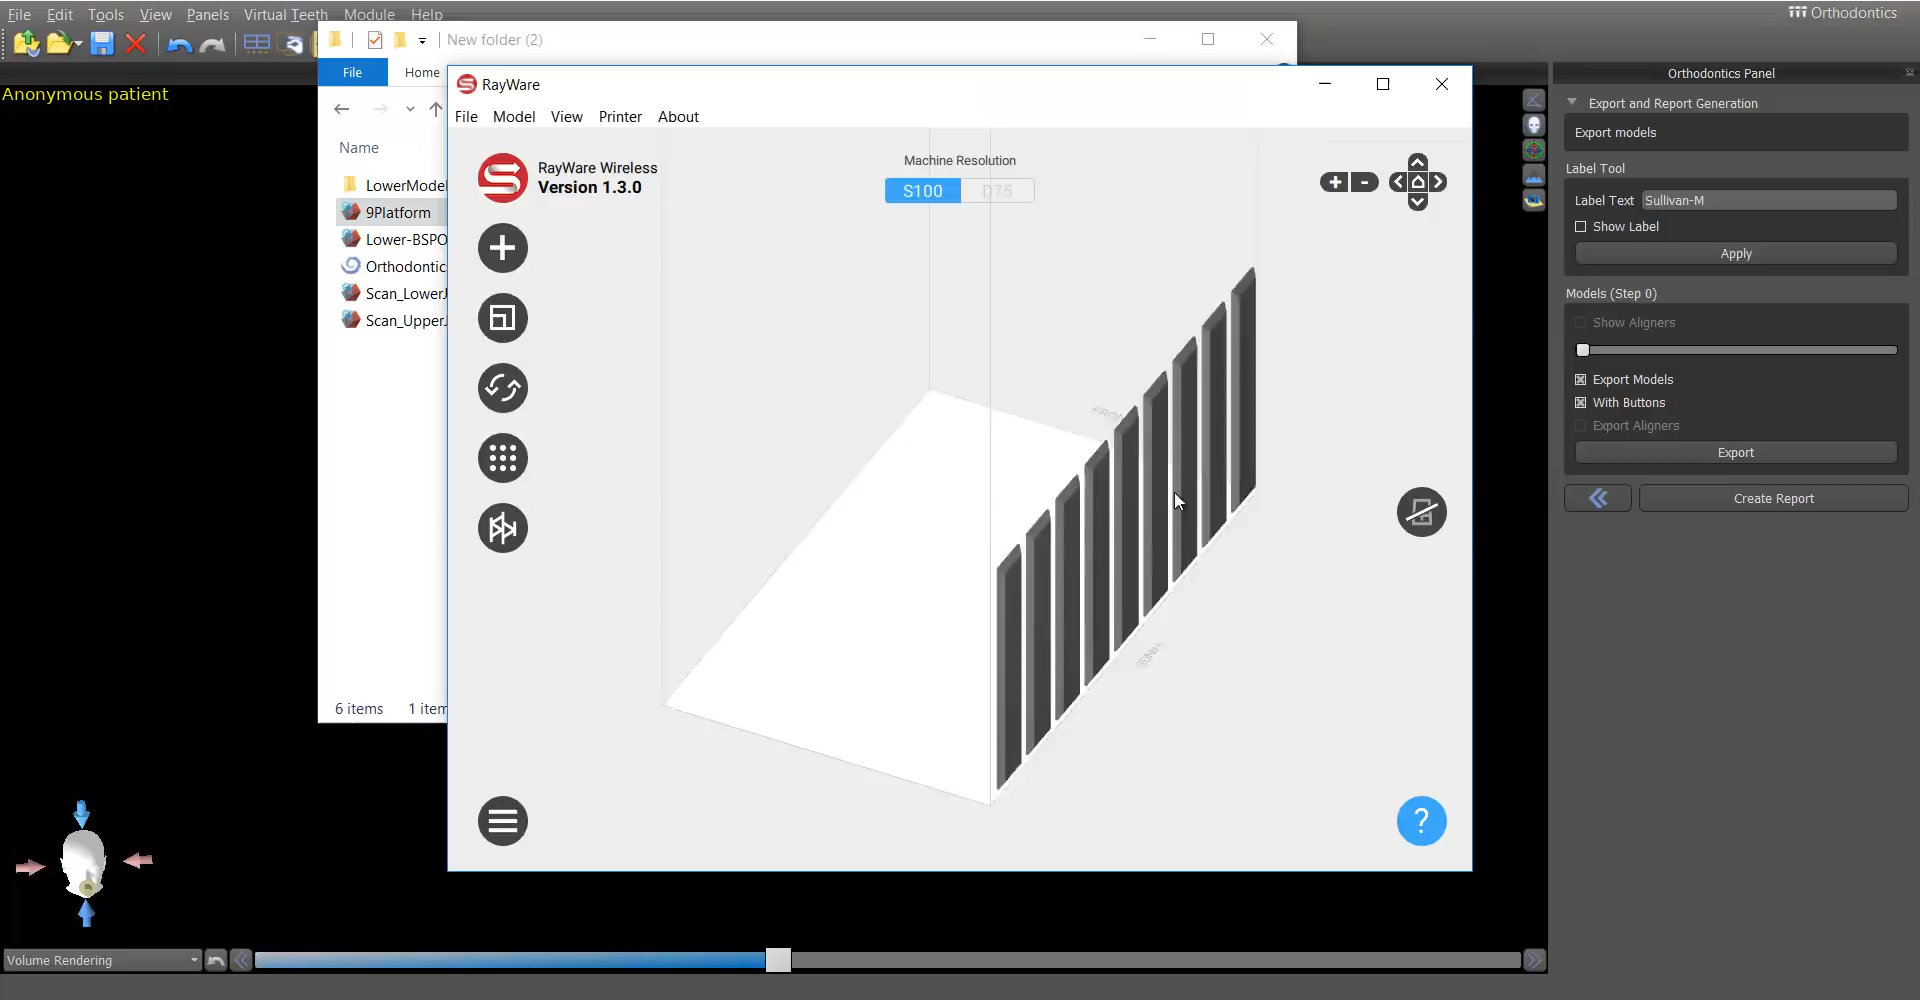 File Edit Tools View Panels Virtual Teeth Module Help
Orthodontics
New folder (2)
File Home
Anonymous patient
Name
LowerModel
9Platform
Lower-BSPO
Orthodontic
Scan_LowerJ
Scan_Upper
6 items 1 item
RayWare
File Model View Printer About
RayWare Wireless
Version 1.3.0
Machine Resolution
S100 D75
?
Orthodontics Panel
Export and Report Generation
Export models
Label Tool
Label Text Sullivan-M
Show Label
Apply
Models (Step 0)
Show Aligners
Export Models
With Buttons
Export Aligners
Export
Create Report
Volume Rendering